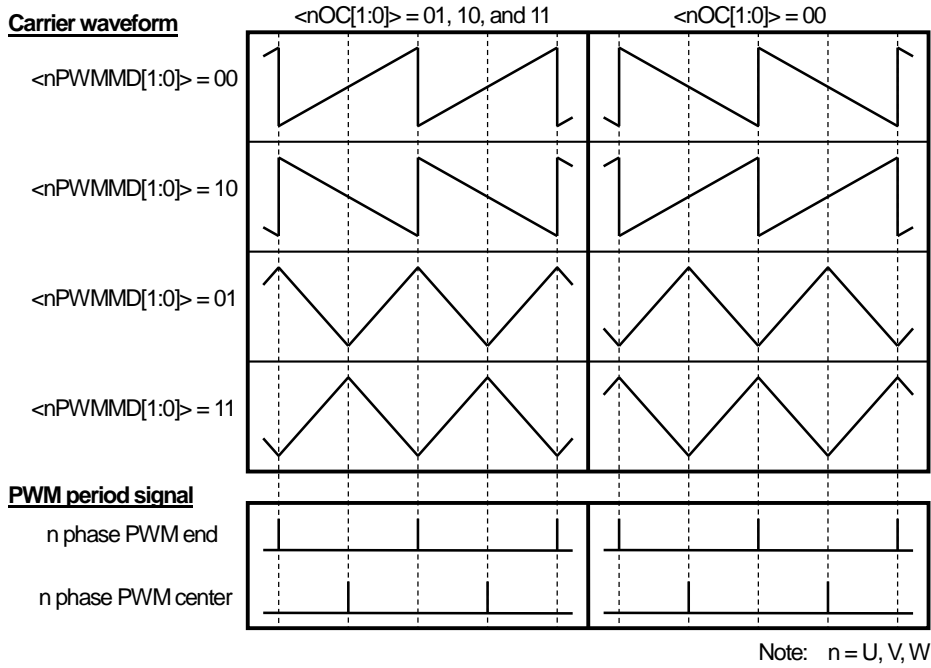 <nOC[1:0]> = 01, 10, and 11
<nOC[1:0]> = 00
Carrier waveform
<nPWMMD[1:0]> = 00
<nPWMMD[1:0]> = 10
<nPWMMD[1:0]> = 01
<nPWMMD[1:0]> = 11
PWM period signal
n phase PWM end
n phase PWM center
Note: n = U, V, W